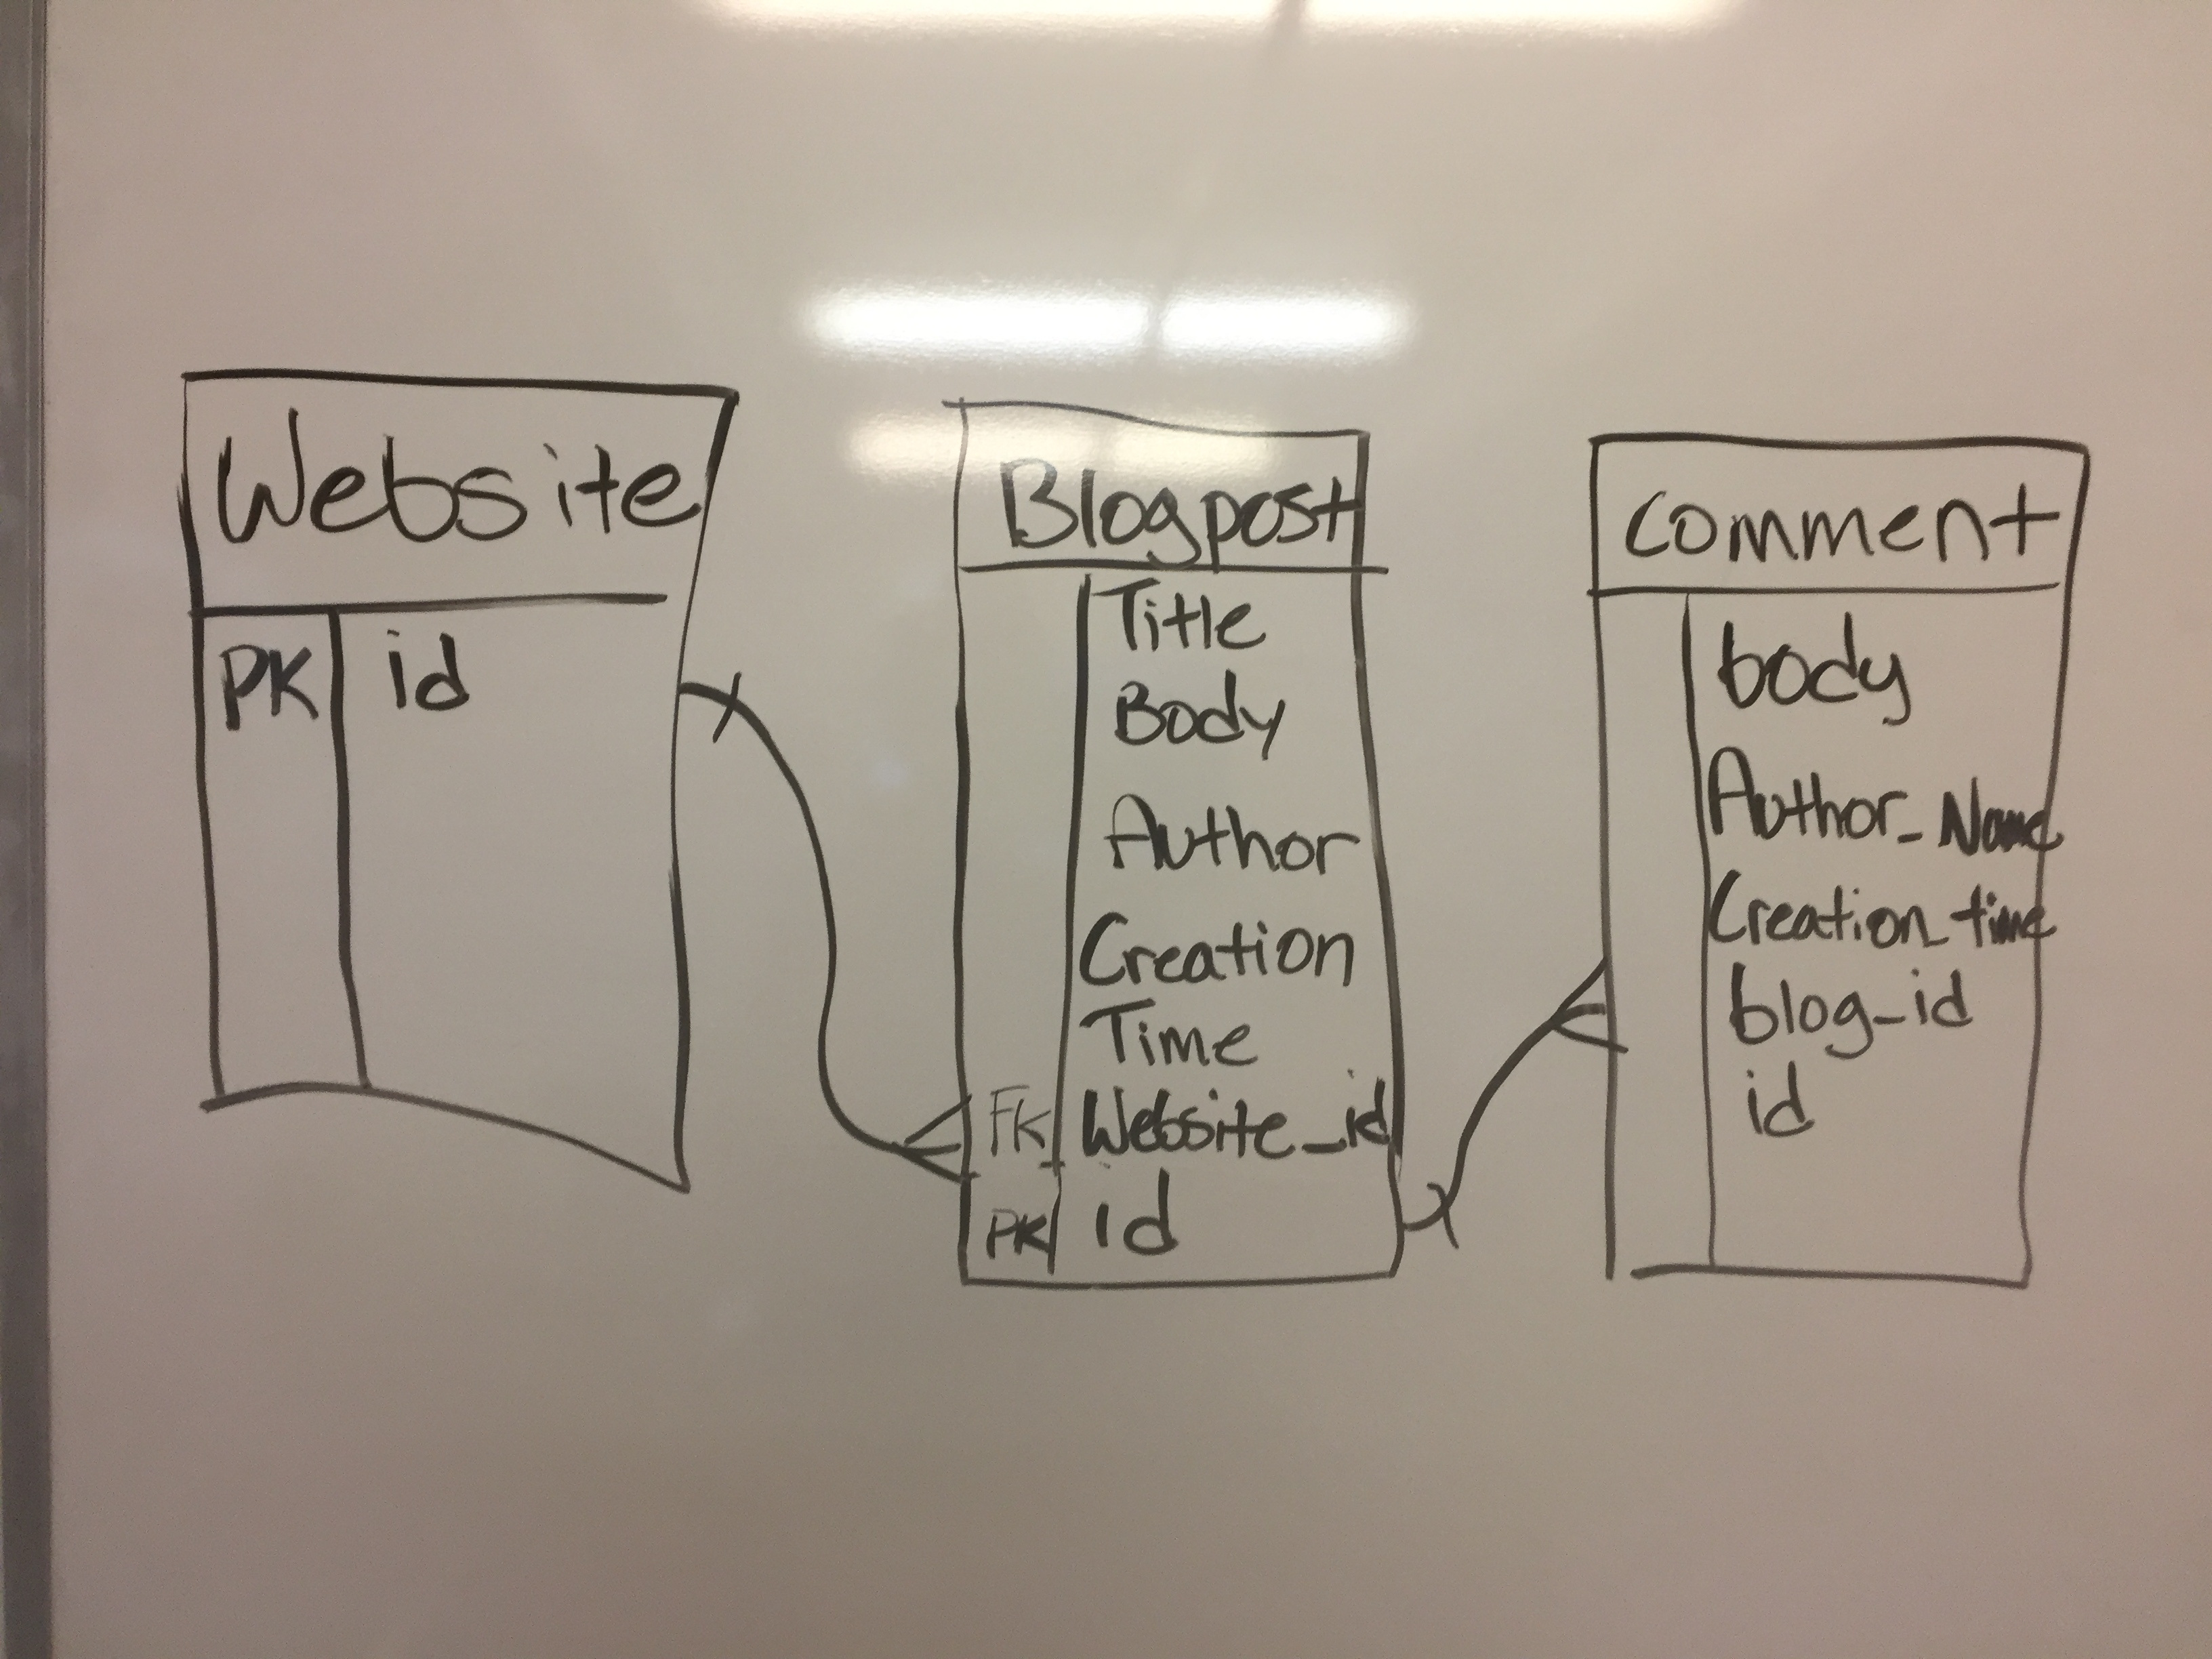 Website
PK id
Blogpost
Title
Body
Author
Creation
Time
FK Website_id
PK id
comment
body
Author_Name
Creation_time
blog_id
id